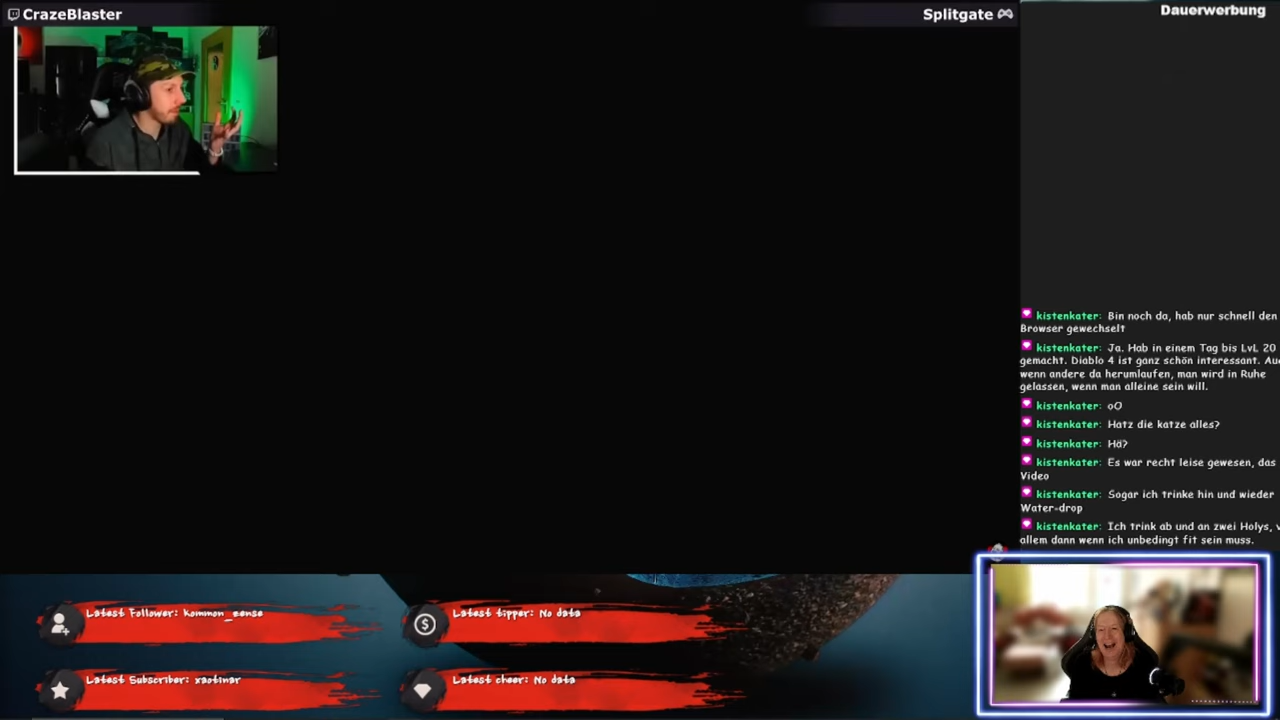 CrazeBlaster
Splitgate
Dauerwerbung
kistenkater: Bin noch da, hab nur schnell den
Browser gewechselt
kistenkater: Ja. Hab in einem Tag bis LvL 20
gemacht. Diablo 4 ist ganz schön interessant. Au
wenn andere da herumlaufen, man wird in Ruhe
gelassen, wenn man alleine sein will.
kistenkater: oO
kistenkater: Hatz die katze alles?
kistenkater: Hä?
kistenkater: Es war recht leise gewesen, das
Video
kistenkater: Sogar ich trinke hin und wieder
Water-drop
kistenkater: Ich trink ab und an zwei Holys, v
allem dann wenn ich unbedingt fit sein muss.
Latest Follower: Kommon_zense
Latest tipper: No data
Latest Subscriber: xaotinar
Latest cheer: No data